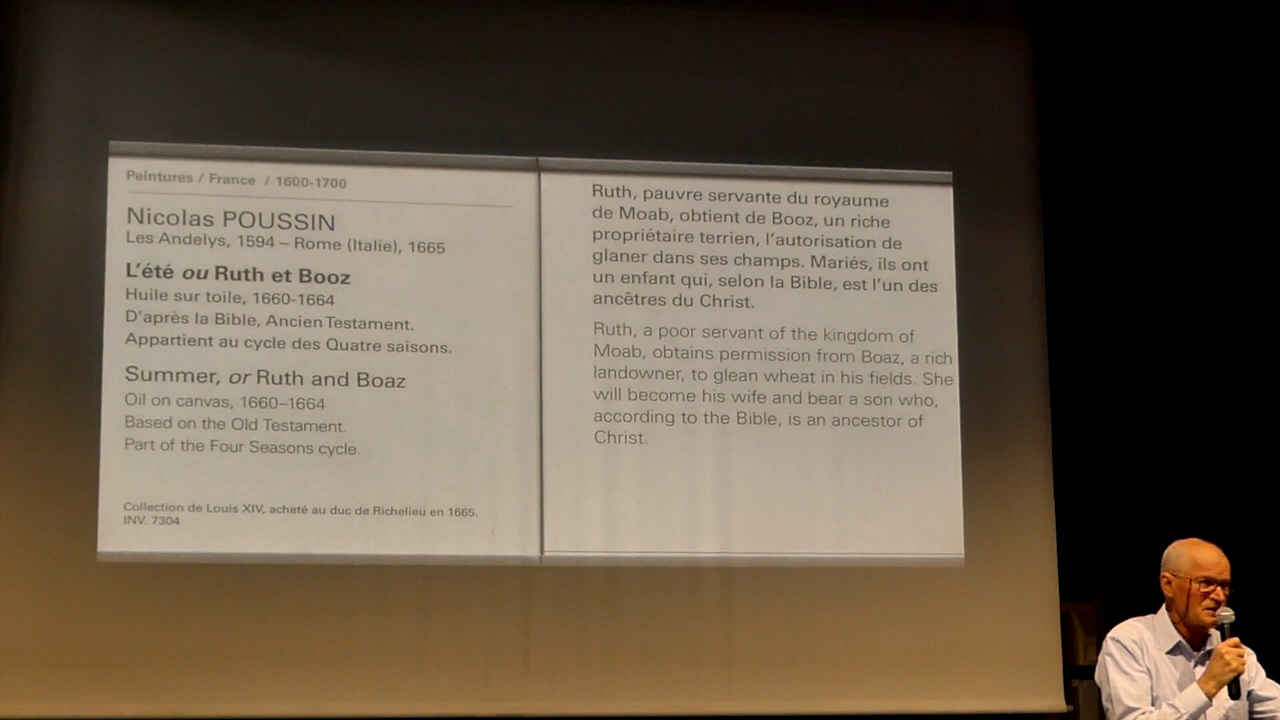 Peintures / France / 1600-1700
Nicolas POUSSIN
Les Andelys, 1594 – Rome (Italie), 1665
L'été ou Ruth et Booz
Huile sur toile, 1660-1664
D'après la Bible, Ancien Testament.
Appartient au cycle des Quatre saisons.
Summer, or Ruth and Boaz
Oil on canvas, 1660–1664
Based on the Old Testament.
Part of the Four Seasons cycle.
Collection de Louis XIV, acheté au duc de Richelieu en 1665.
INV. 7304
Ruth, pauvre servante du royaume
de Moab, obtient de Booz, un riche
propriétaire terrien, l'autorisation de
glaner dans ses champs. Mariés, ils ont
un enfant qui, selon la Bible, est l'un des
ancêtres du Christ.
Ruth, a poor servant of the kingdom of
Moab, obtains permission from Boaz, a rich
landowner, to glean wheat in his fields. She
will become his wife and bear a son who,
according to the Bible, is an ancestor of
Christ.